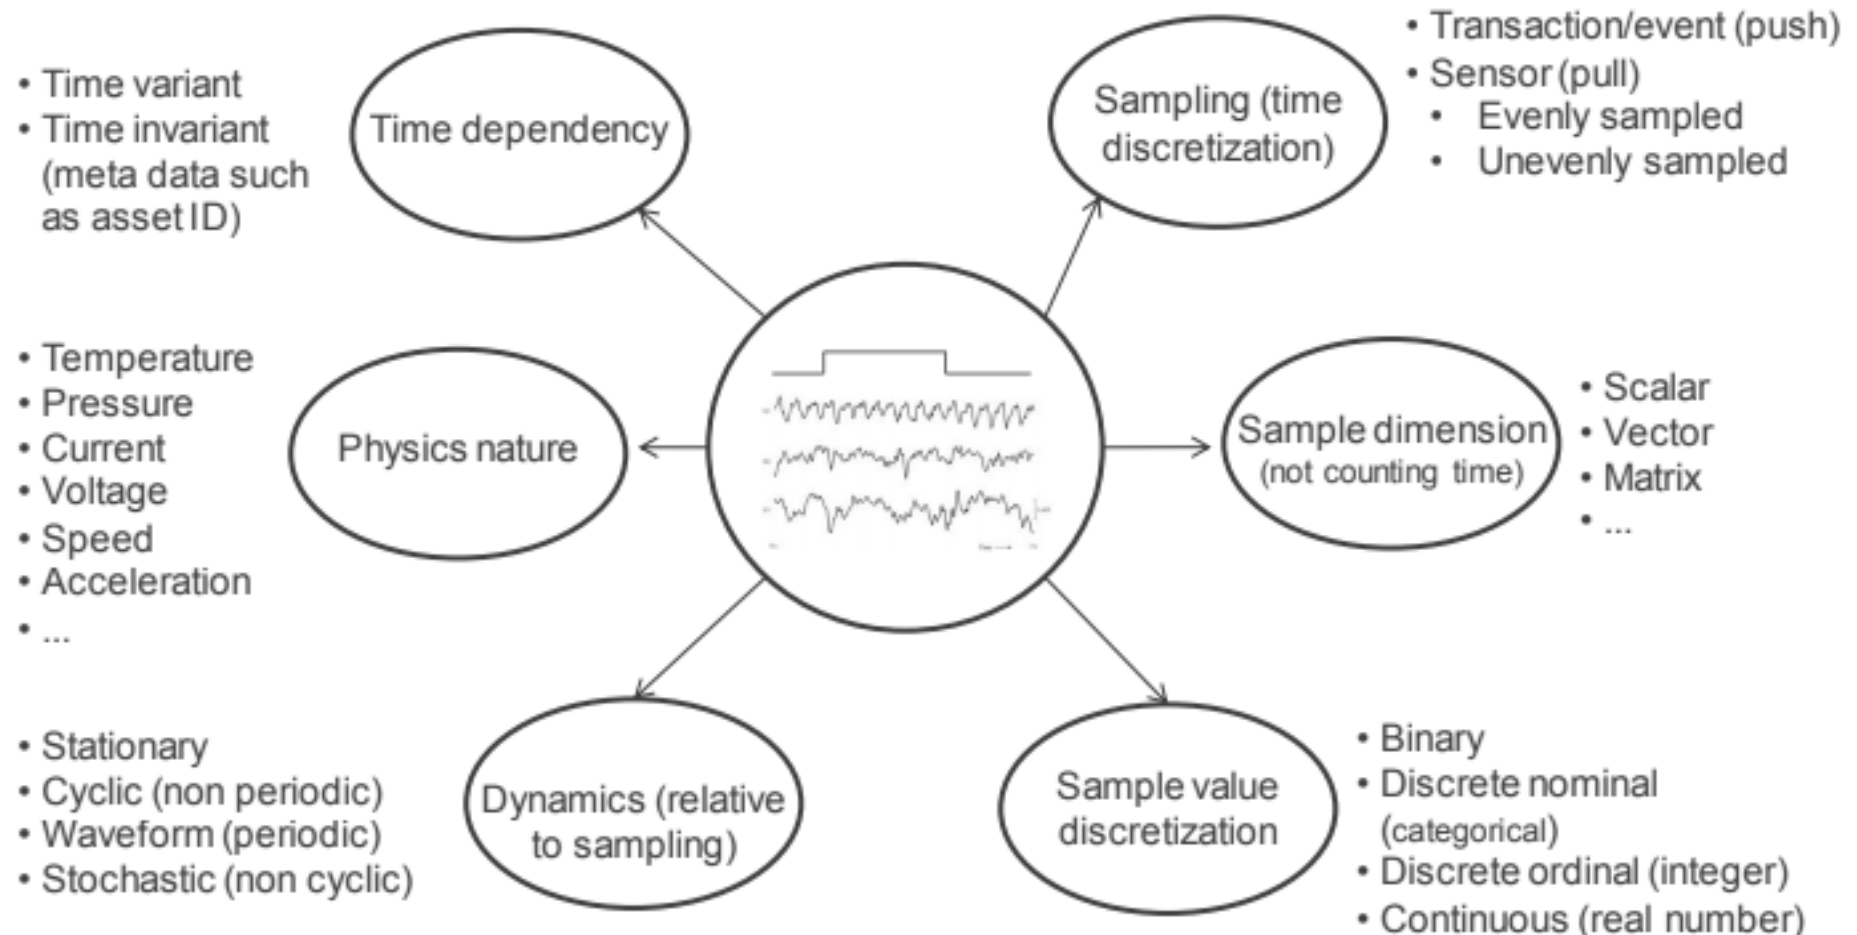 • Time variant
• Time invariant
(meta data such
as asset ID)
Time dependency
Sampling (time
discretization)
• Transaction/event (push)
• Sensor (pull)
• Evenly sampled
• Unevenly sampled
• Temperature
• Pressure
• Current
• Voltage
• Speed
• Acceleration
• ...
Physics nature
Sample dimension
(not counting time)
• Scalar
• Vector
• Matrix
• ...
• Stationary
• Cyclic (non periodic)
• Waveform (periodic)
• Stochastic (non cyclic)
Dynamics (relative
to sampling)
Sample value
discretization
• Binary
• Discrete nominal
(categorical)
• Discrete ordinal (integer)
• Continuous (real number)